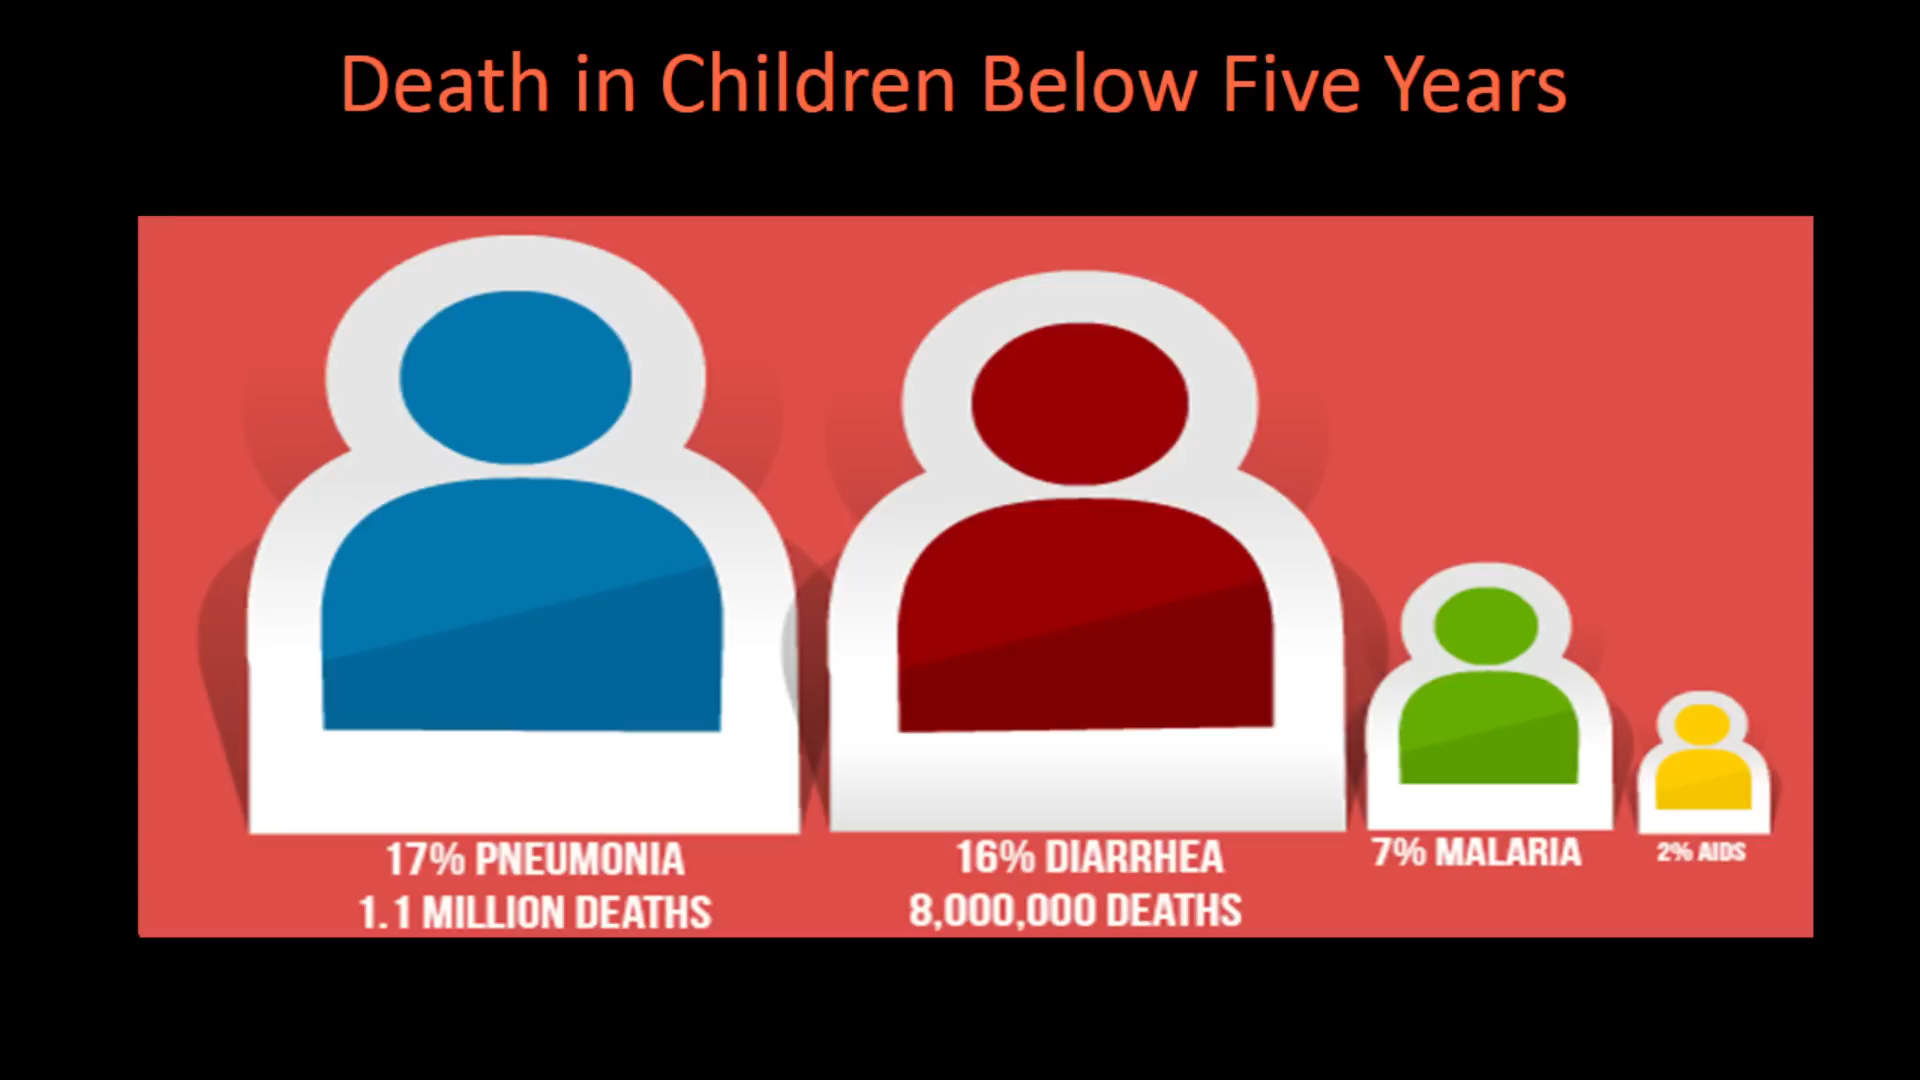 Death in Children Below Five Years
17% PNEUMONIA
1.1 MILLION DEATHS
16% DIARRHEA
8,000,000 DEATHS
7% MALARIA
2% AIDS